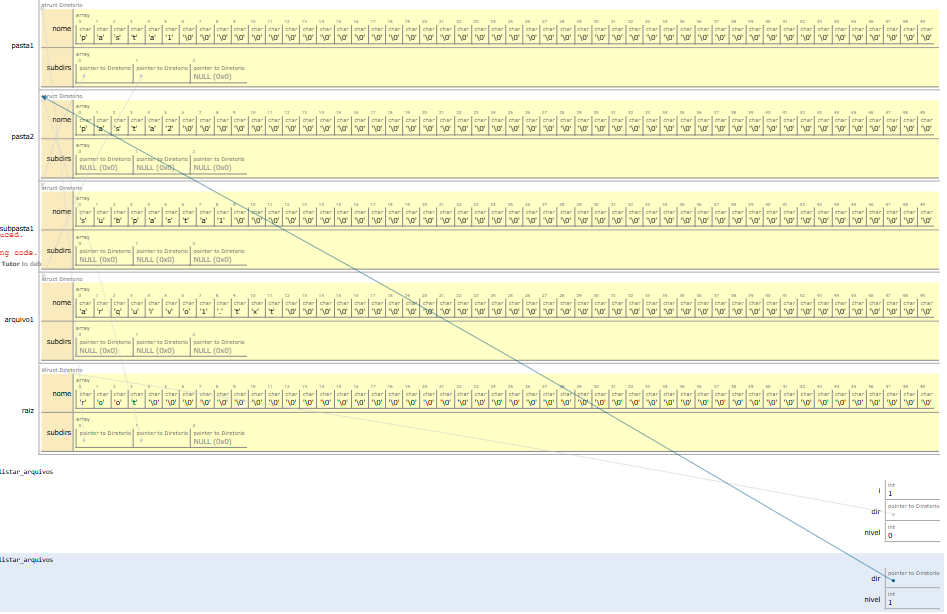 struct Diretorio
array
0 1 2 3 4 5 6 7 8 9 10 11 12 13 14 15 16 17 18 19 20 21 22 23 24 25 26 27 28 29 30 31 32 33 34 35 36 37 38 39 40 41 42 43 44 45 46 47 48 49
nome char char char char char char char char char char char char char char char char char char char char char char char char char char char char char char char char char char char char char char char char char char char char char char char char char char
pasta1 'p' 'a' 's' 't' 'a' '1' '\0' '\0' '\0' '\0' '\0' '\0' '\0' '\0' '\0' '\0' '\0' '\0' '\0' '\0' '\0' '\0' '\0' '\0' '\0' '\0' '\0' '\0' '\0' '\0' '\0' '\0' '\0' '\0' '\0' '\0' '\0' '\0' '\0' '\0' '\0' '\0' '\0' '\0' '\0' '\0' '\0' '\0' '\0' '\0'
array
0 1 2
subdirs pointer to Diretorio pointer to Diretorio pointer to Diretorio
NULL (0x0)
struct Diretorio
array
0 1 2 3 4 5 6 7 8 9 10 11 12 13 14 15 16 17 18 19 20 21 22 23 24 25 26 27 28 29 30 31 32 33 34 35 36 37 38 39 40 41 42 43 44 45 46 47 48 49
nome char char char char char char char char char char char char char char char char char char char char char char char char char char char char char char char char char char char char char char char char char char char char char char char char char char
pasta2 'p' 'a' 's' 't' 'a' '2' '\0' '\0' '\0' '\0' '\0' '\0' '\0' '\0' '\0' '\0' '\0' '\0' '\0' '\0' '\0' '\0' '\0' '\0' '\0' '\0' '\0' '\0' '\0' '\0' '\0' '\0' '\0' '\0' '\0' '\0' '\0' '\0' '\0' '\0' '\0' '\0' '\0' '\0' '\0' '\0' '\0' '\0' '\0' '\0'
array
0 1 2
subdirs pointer to Diretorio pointer to Diretorio pointer to Diretorio
NULL (0x0) NULL (0x0) NULL (0x0)
struct Diretorio
array
0 1 2 3 4 5 6 7 8 9 10 11 12 13 14 15 16 17 18 19 20 21 22 23 24 25 26 27 28 29 30 31 32 33 34 35 36 37 38 39 40 41 42 43 44 45 46 47 48 49
nome char char char char char char char char char char char char char char char char char char char char char char char char char char char char char char char char char char char char char char char char char char char char char char char char char char
's' 'u' 'b' 'p' 'a' 's' 't' 'a' '1' '\0' '\0' '\0' '\0' '\0' '\0' '\0' '\0' '\0' '\0' '\0' '\0' '\0' '\0' '\0' '\0' '\0' '\0' '\0' '\0' '\0' '\0' '\0' '\0' '\0' '\0' '\0' '\0' '\0' '\0' '\0' '\0' '\0' '\0' '\0' '\0' '\0' '\0' '\0' '\0' '\0'
subpasta1
uced.
array
0 1 2
ng code.
subdirs pointer to Diretorio pointer to Diretorio pointer to Diretorio
NULL (0x0) NULL (0x0) NULL (0x0)
Tutor to deb
struct Diretorio
array
0 1 2 3 4 5 6 7 8 9 10 11 12 13 14 15 16 17 18 19 20 21 22 23 24 25 26 27 28 29 30 31 32 33 34 35 36 37 38 39 40 41 42 43 44 45 46 47 48 49
nome char char char char char char char char char char char char char char char char char char char char char char char char char char char char char char char char char char char char char char char char char char char char char char char char char char
'a' 'r' 'q' 'u' 'i' 'v' 'o' '1' '.' 't' 'x' 't' '\0' '\0' '\0' '\0' '\0' '\0' '\0' '\0' '\0' '\0' '\0' '\0' '\0' '\0' '\0' '\0' '\0' '\0' '\0' '\0' '\0' '\0' '\0' '\0' '\0' '\0' '\0' '\0' '\0' '\0' '\0' '\0' '\0' '\0' '\0' '\0' '\0' '\0'
arquivo1
array
0 1 2
subdirs pointer to Diretorio pointer to Diretorio pointer to Diretorio
NULL (0x0) NULL (0x0) NULL (0x0)
struct Diretorio
array
0 1 2 3 4 5 6 7 8 9 10 11 12 13 14 15 16 17 18 19 20 21 22 23 24 25 26 27 28 29 30 31 32 33 34 35 36 37 38 39 40 41 42 43 44 45 46 47 48 49
nome char char char char char char char char char char char char char char char char char char char char char char char char char char char char char char char char char char char char char char char char char char char char char char char char char char
'r' 'o' 'o' 't' '\0' '\0' '\0' '\0' '\0' '\0' '\0' '\0' '\0' '\0' '\0' '\0' '\0' '\0' '\0' '\0' '\0' '\0' '\0' '\0' '\0' '\0' '\0' '\0' '\0' '\0' '\0' '\0' '\0' '\0' '\0' '\0' '\0' '\0' '\0' '\0' '\0' '\0' '\0' '\0' '\0' '\0' '\0' '\0' '\0' '\0'
raiz
array
0 1 2
subdirs pointer to Diretorio pointer to Diretorio pointer to Diretorio
NULL (0x0)
listar_arquivos
i int
1
dir pointer to Diretorio
nivel int
0
listar_arquivos
dir pointer to Diretorio
nivel int
1